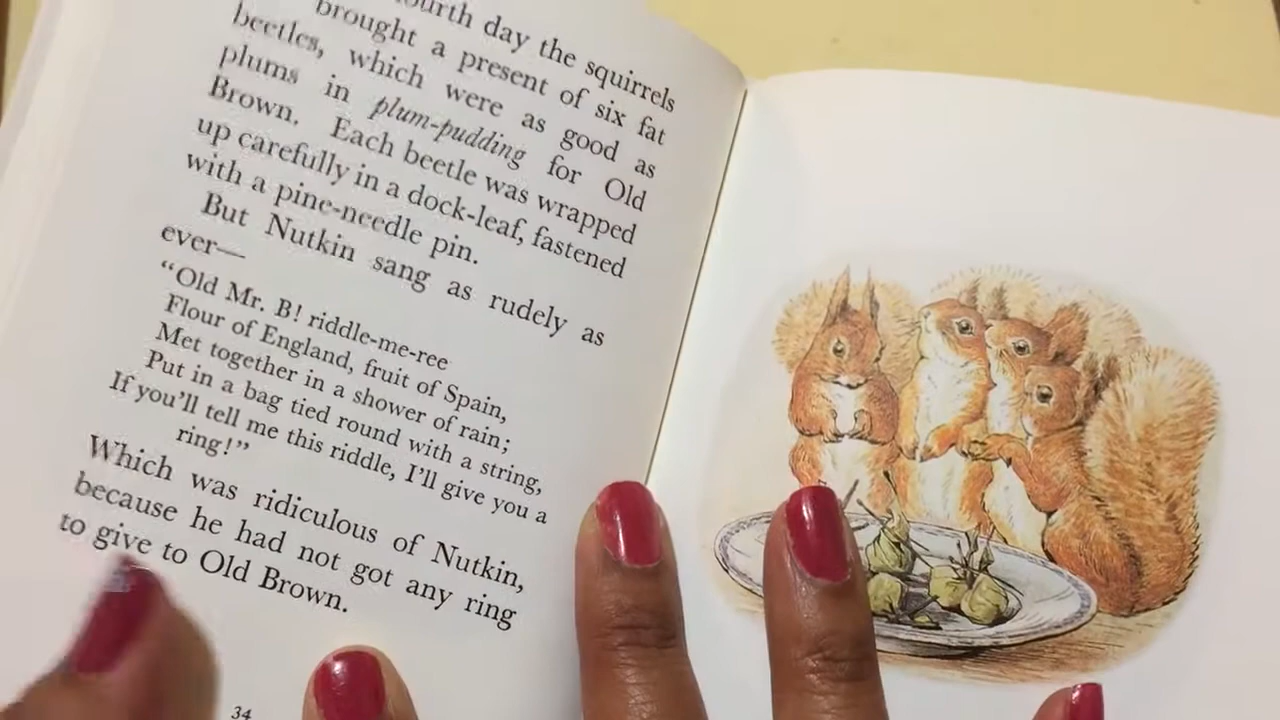 fourth day the squirrels
brought a present of six fat
beetles, which were as good as
plums in plum-pudding for Old
Brown. Each beetle was wrapped
up carefully in a dock-leaf, fastened
with a pine-needle pin.
But Nutkin sang as rudely as
ever—
“Old Mr. B! riddle-me-ree
Flour of England, fruit of Spain,
Met together in a shower of rain;
Put in a bag tied round with a string,
If you’ll tell me this riddle, I’ll give you a
ring!”
Which was ridiculous of Nutkin,
because he had not got any ring
to give to Old Brown.
34